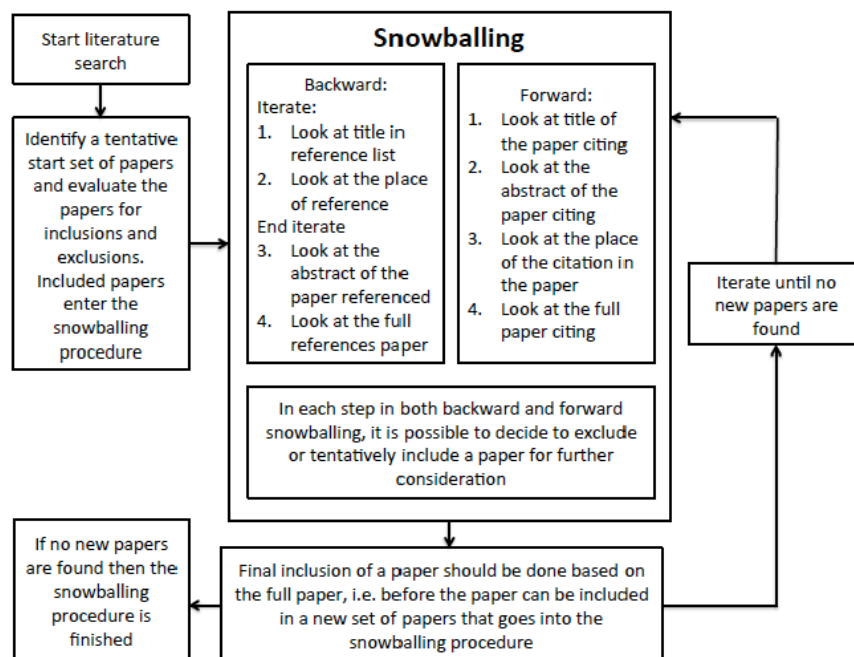 Start literature
search
Identify a tentative
start set of papers
and evaluate the
papers for
inclusions and
exclusions.
Included papers
enter the
snowballing
procedure
Snowballing
Backward:
Iterate:
1. Look at title in
reference list
2. Look at the place
of reference
End iterate
3. Look at the
abstract of the
paper referenced
4. Look at the full
references paper
Forward:
1. Look at title of
the paper citing
2. Look at the
abstract of the
paper citing
3. Look at the place
of the citation in
the paper
4. Look at the full
paper citing
In each step in both backward and forward
snowballing, it is possible to decide to exclude
or tentatively include a paper for further
consideration
Iterate until no
new papers are
found
Final inclusion of a paper should be done based on
the full paper, i.e. before the paper can be included
in a new set of papers that goes into the
snowballing procedure
If no new papers
are found then the
snowballing
procedure is
finished